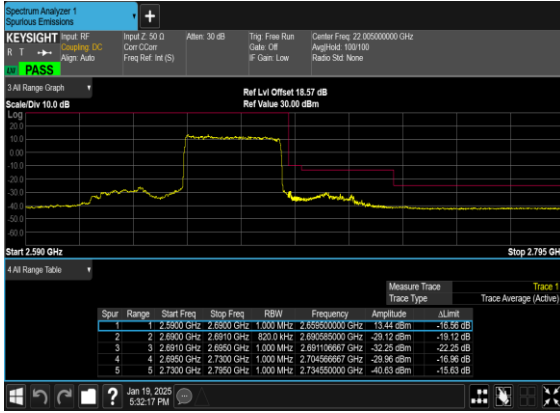 Spectrum Analyzer 1
Spurious Emissions
KEYSIGHT
R T
PASS
Input: RF
Coupling: DC
Align: Auto
Input Z: 50 Ω
Corr CCorr
Freq Ref: Int (S)
Atten: 30 dB
Trig: Free Run
Gate: Off
IF Gain: Low
Center Freq: 22.005000000 GHz
Avg|Hold: 100/100
Radio Std: None
3 All Range Graph
Scale/Div 10.0 dB
Ref Lvl Offset 18.57 dB
Ref Value 30.00 dBm
Log
20.0
10.0
0.00
-10.0
-20.0
-30.0
-40.0
-50.0
-60.0
Start 2.590 GHz
Stop 2.795 GH
4 All Range Table
Measure Trace Trace 1
Trace Type Trace Average (Active)
Spur Range Start Freq Stop Freq RBW Frequency Amplitude ΔLimit
1 1 2.5900 GHz 2.6900 GHz 1.000 MHz 2.659500000 GHz 13.44 dBm -16.56 dB
2 2 2.6900 GHz 2.6910 GHz 820.0 kHz 2.690585000 GHz -29.12 dBm -19.12 dB
3 3 2.6910 GHz 2.6950 GHz 1.000 MHz 2.691106667 GHz -32.25 dBm -22.25 dB
4 4 2.6950 GHz 2.7300 GHz 1.000 MHz 2.704566667 GHz -29.96 dBm -16.96 dB
5 5 2.7300 GHz 2.7950 GHz 1.000 MHz 2.734550000 GHz -40.63 dBm -15.63 dB
Jan 19, 2025
5:32:17 PM